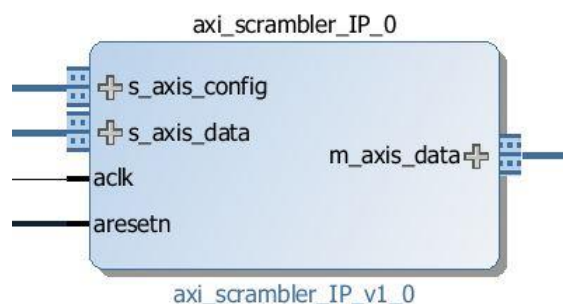 axi_scrambler_IP_0
s_axis_config
s_axis_data
m_axis_data
aclk
aresetn
axi_scrambler_IP_v1_0